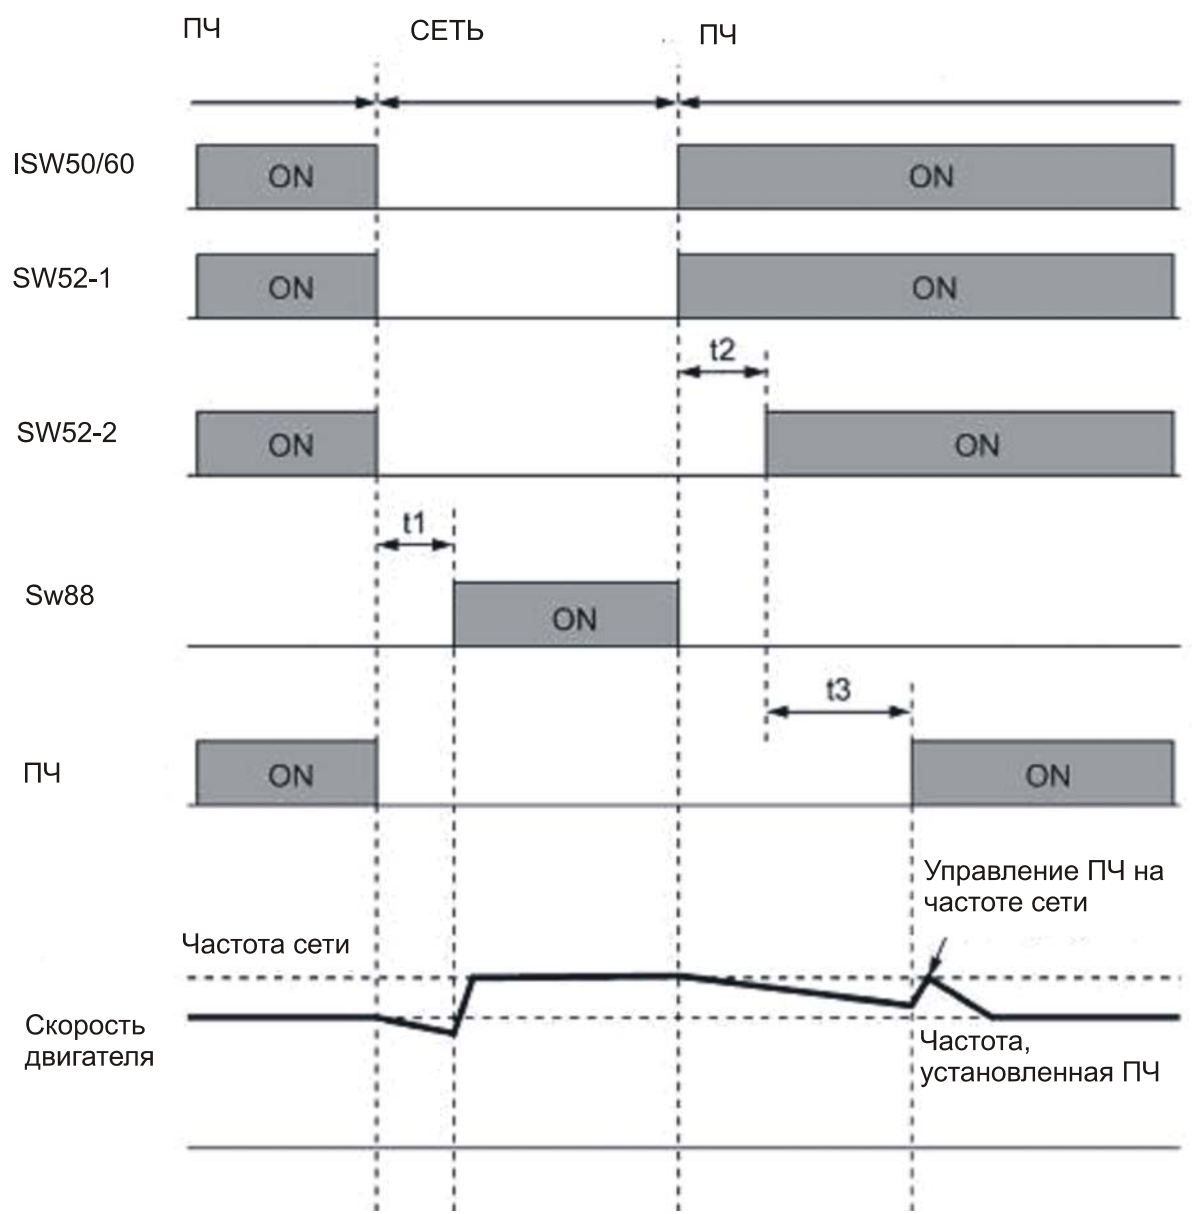 ПЧ СЕТЬ ПЧ
ISW50/60 ON ON
SW52-1 ON ON
t2
SW52-2 ON ON
t1
Sw88 ON
t3
ПЧ ON ON
Управление ПЧ на
частоте сети
Частота сети
Скорость
двигателя
Частота,
установленная ПЧ